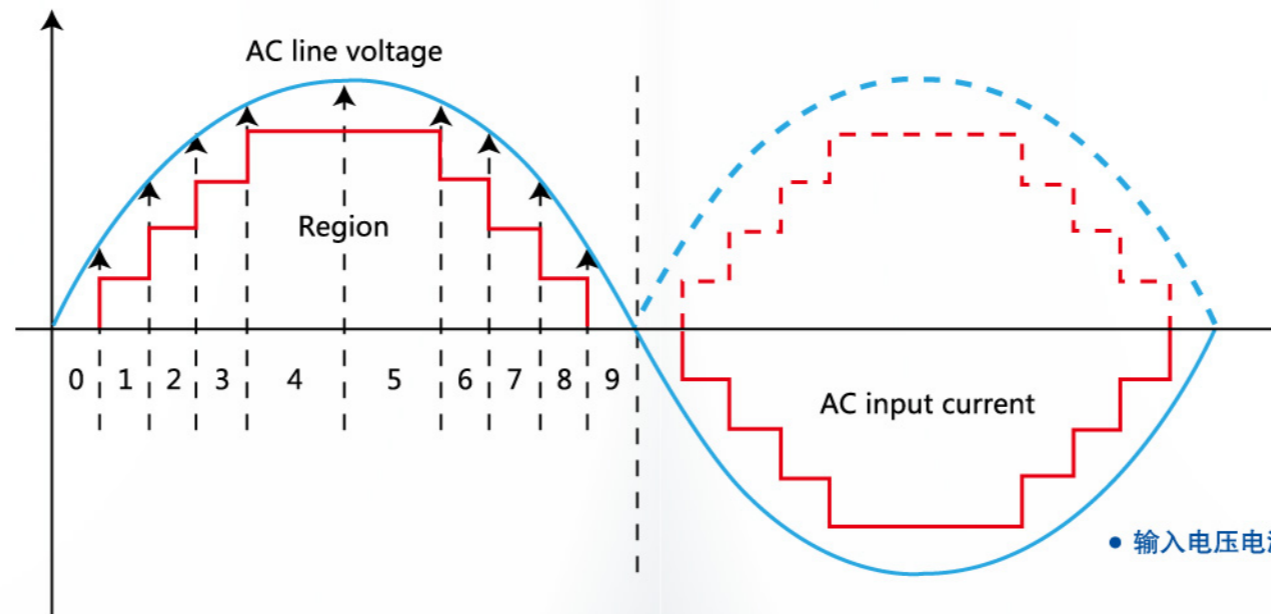 AC line voltage
Region
0 1 2 3 4 5 6 7 8 9
AC input current
• 输入电压电